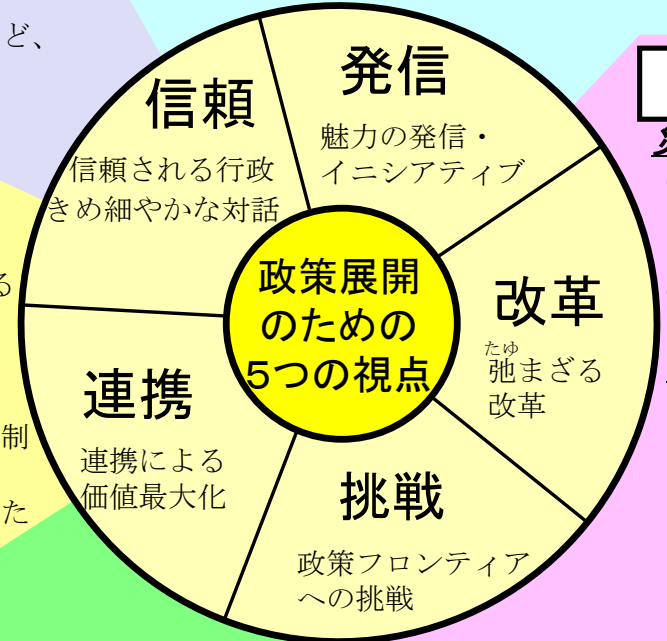 ど、
る
制
た
信頼
信頼される行政
きめ細やかな対話
発信
魅力の発信・
イニシアティブ
改革
たゆ
弛まざる
改革
挑戦
政策フロンティア
への挑戦
連携
連携による
価値最大化
政策展開
のための
5つの視点